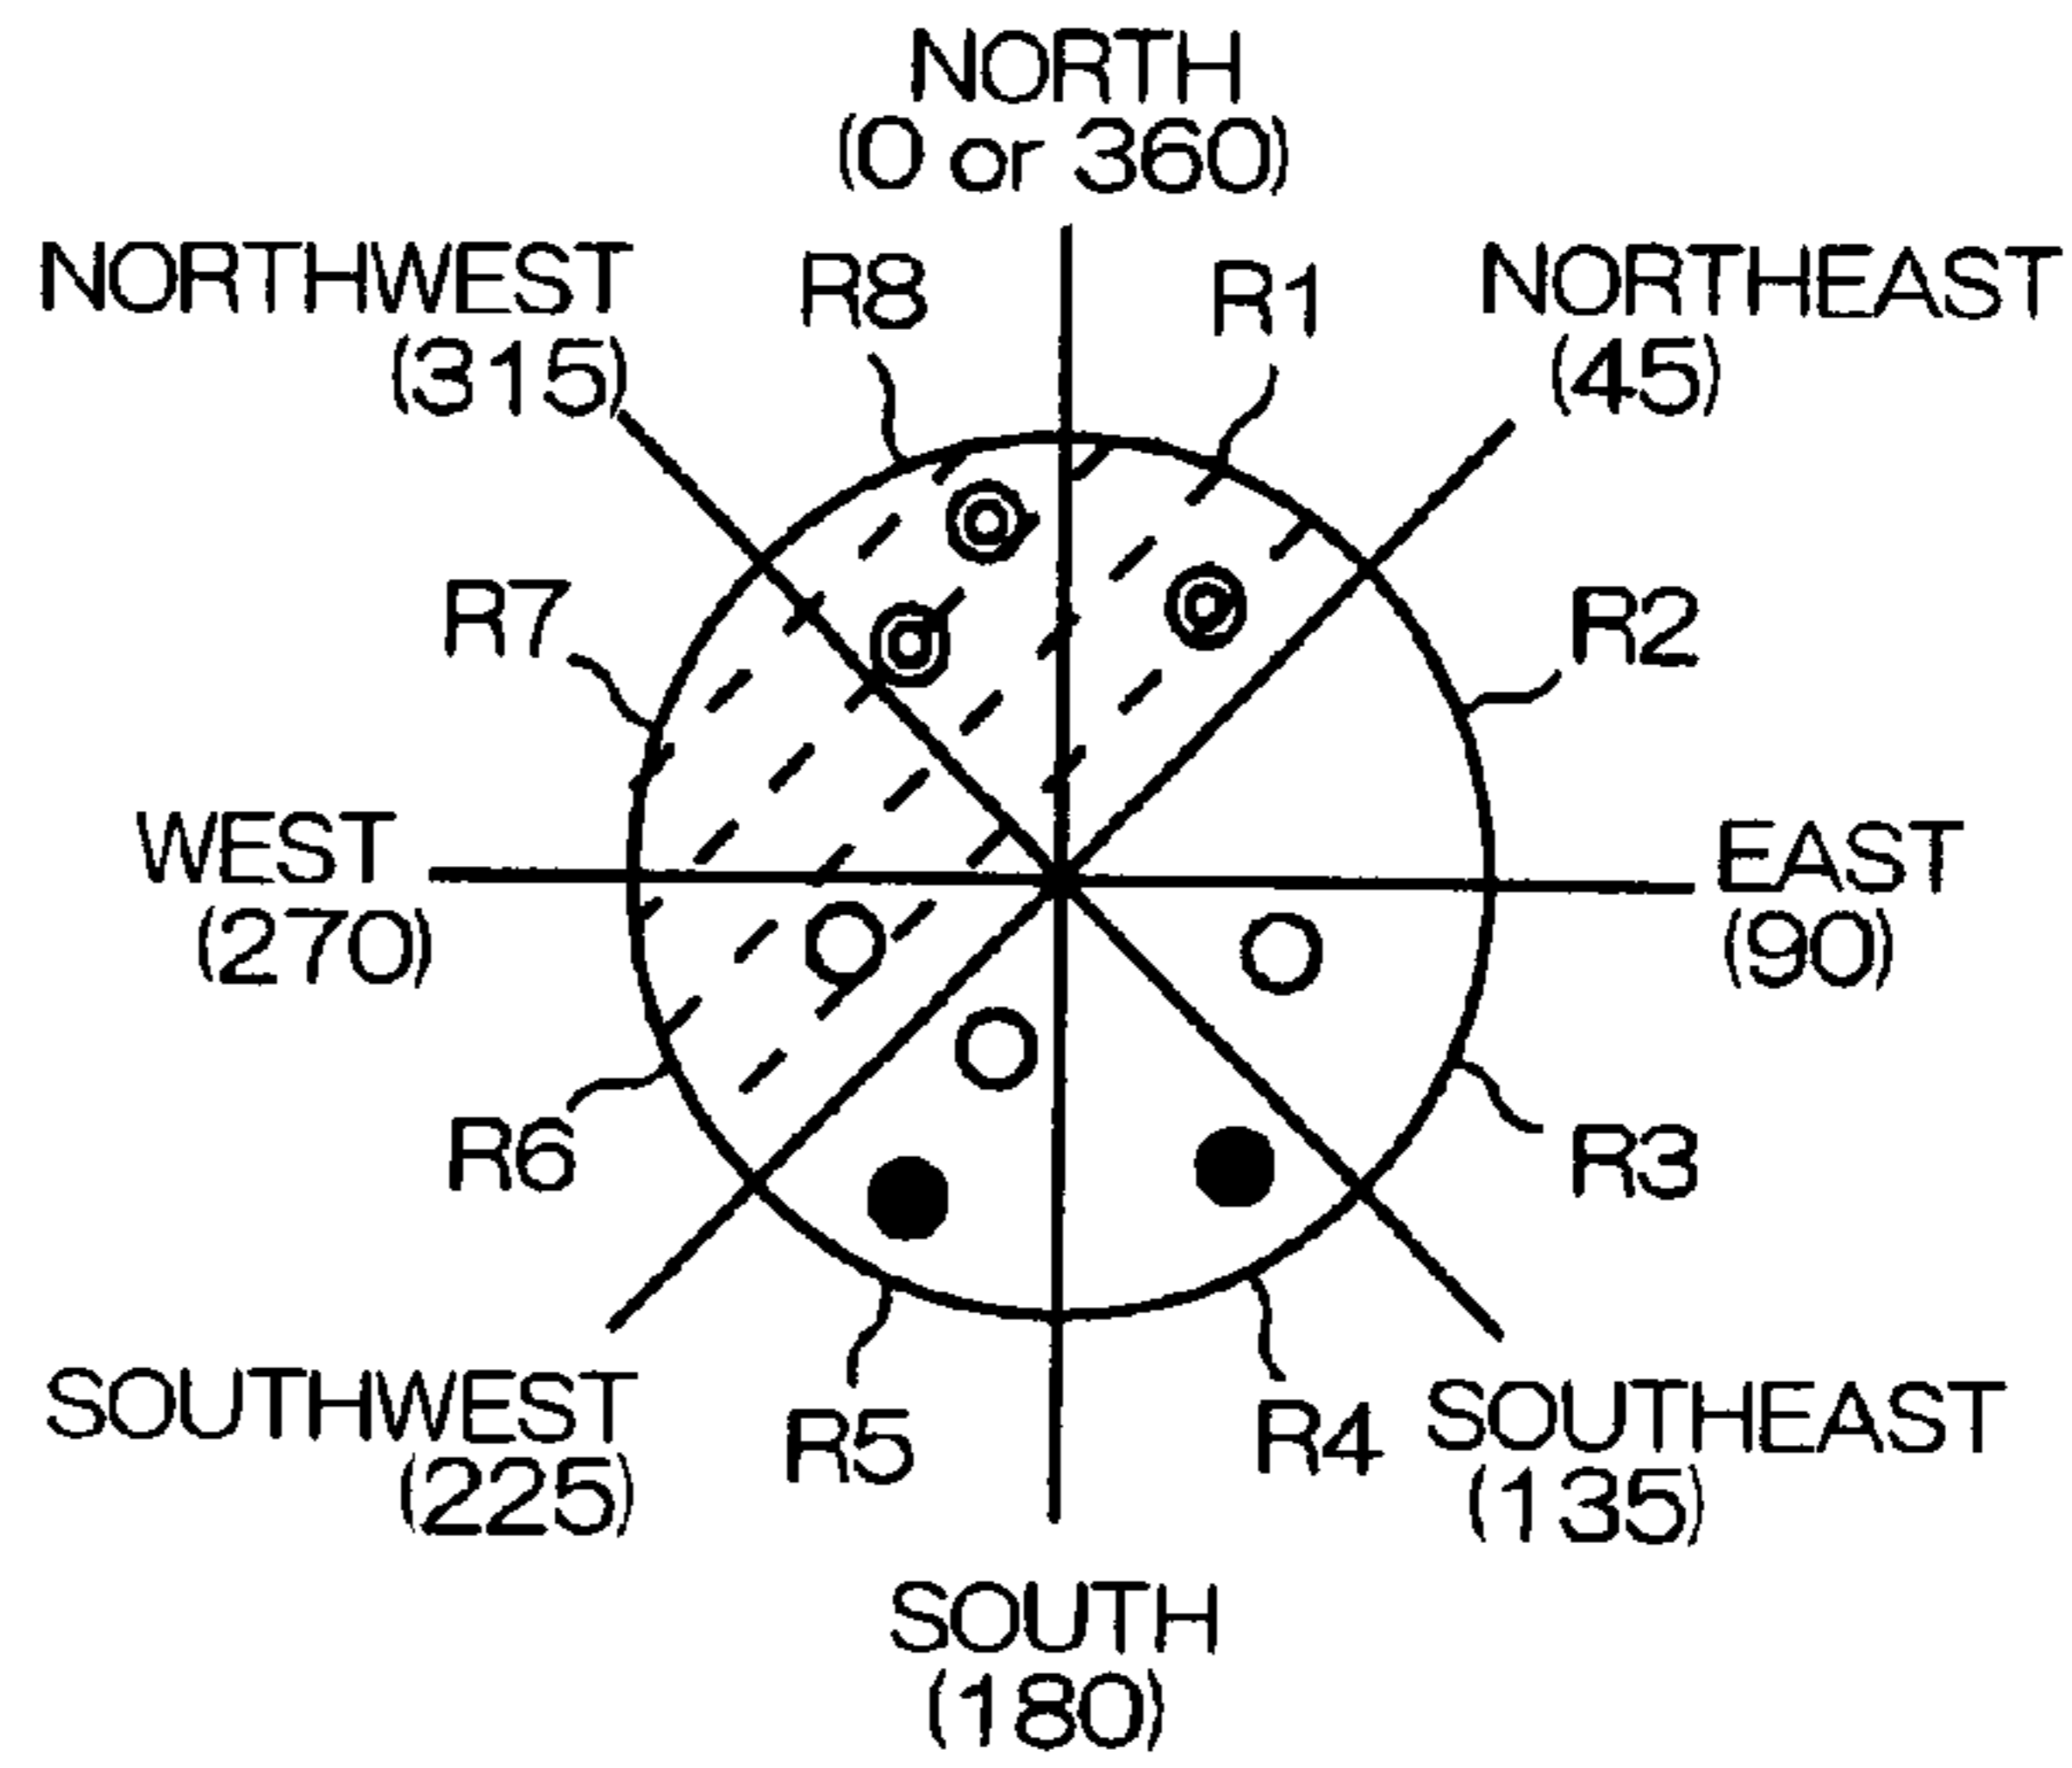 NORTH
(0 or 360)
NORTHWEST
(315)
R8
R1
NORTHEAST
(45)
R7
R2
WEST
(270)
EAST
(90)
R6
R3
SOUTHWEST
(225)
R5
R4
SOUTHEAST
(135)
SOUTH
(180)